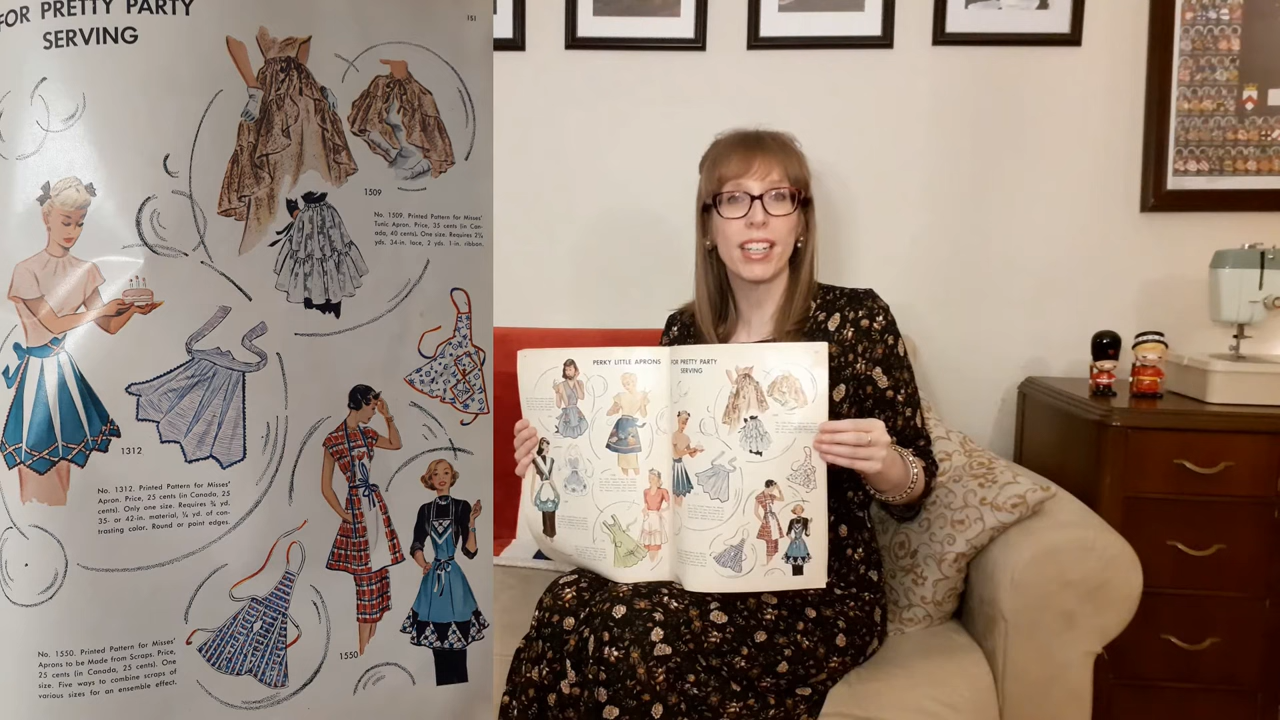 FOR PRETTY PARTY
SERVING
151
1509
No. 1509. Printed Pattern for Misses'
Tunic Apron. Price, 35 cents (in Can-
ada, 40 cents). One size. Requires 2¼
yds. 34-in. lace, 2 yds. 1-in. ribbon.
1312
No. 1312. Printed Pattern for Misses'
Apron. Price, 25 cents (in Canada, 25
cents). Only one size. Requires ¾ yd.
35- or 42-in. material, ¼ yd. of con-
trasting color. Round or point edges.
1550
No. 1550. Printed Pattern for Misses'
Aprons to be Made from Scraps. Price,
25 cents (in Canada, 25 cents). One
size. Five ways to combine scraps of
various sizes for an ensemble effect.
PERKY LITTLE APRONS
FOR PRETTY PARTY
SERVING